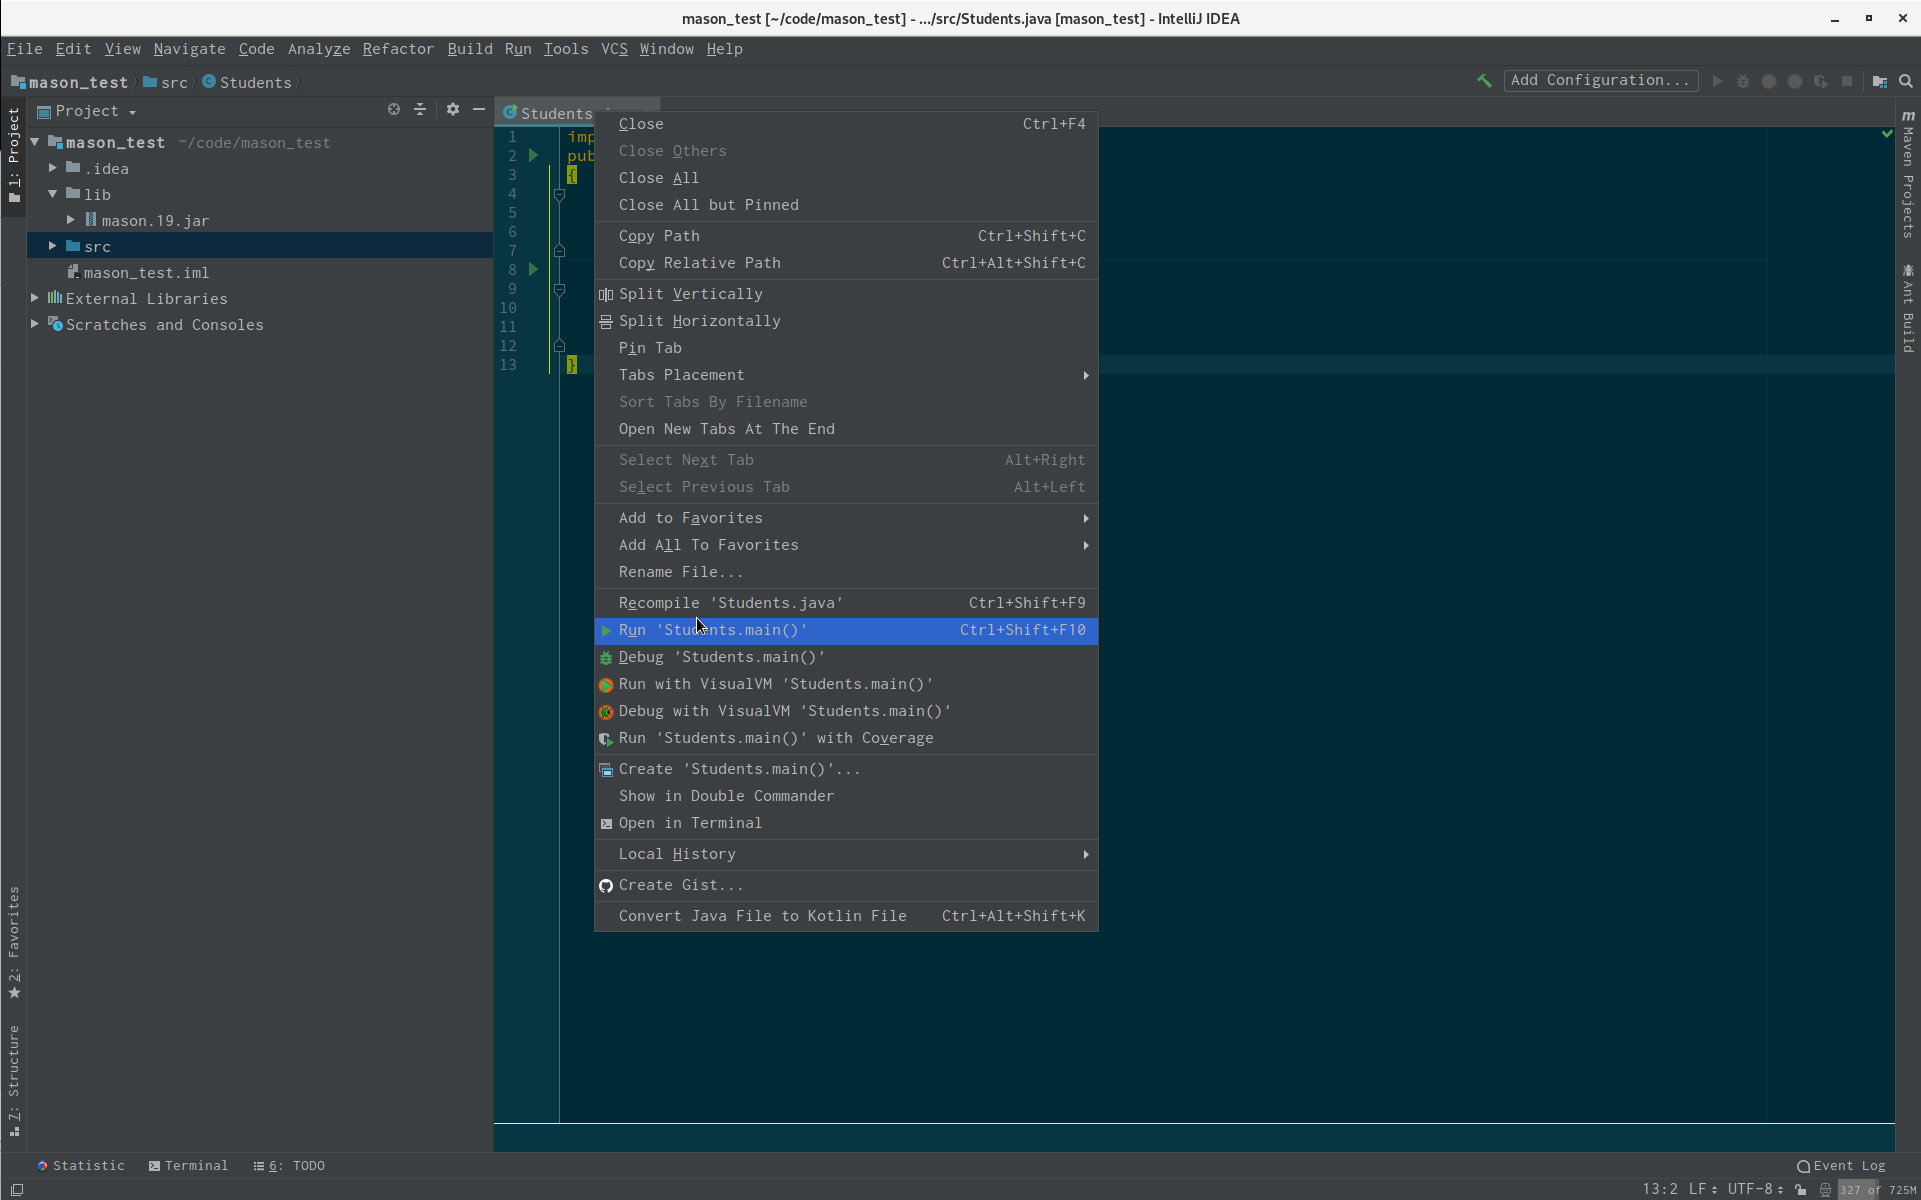 mason_test [~/code/mason_test] - .../src/Students.java [mason_test] - IntelliJ IDEA
File Edit View Navigate Code Analyze Refactor Build Run Tools VCS Window Help
mason_test src Students
Add Configuration...
Project
1: Project
mason_test ~/code/mason_test
.idea
lib
mason.19.jar
src
mason_test.iml
External Libraries
Scratches and Consoles
2: Favorites
7: Structure
Students
1 imp
2 pub
3 {
4
5
6
7
8
9
10
11
12
13 }
Close Ctrl+F4
Close Others
Close All
Close All but Pinned
Copy Path Ctrl+Shift+C
Copy Relative Path Ctrl+Alt+Shift+C
Split Vertically
Split Horizontally
Pin Tab
Tabs Placement
Sort Tabs By Filename
Open New Tabs At The End
Select Next Tab Alt+Right
Select Previous Tab Alt+Left
Add to Favorites
Add All To Favorites
Rename File...
Recompile 'Students.java' Ctrl+Shift+F9
Run 'Students.main()' Ctrl+Shift+F10
Debug 'Students.main()'
Run with VisualVM 'Students.main()'
Debug with VisualVM 'Students.main()'
Run 'Students.main()' with Coverage
Create 'Students.main()'...
Show in Double Commander
Open in Terminal
Local History
Create Gist...
Convert Java File to Kotlin File Ctrl+Alt+Shift+K
m Maven Projects
Ant Build
Statistic Terminal 6: TODO Event Log
13:2 LF UTF-8 327 of 725M